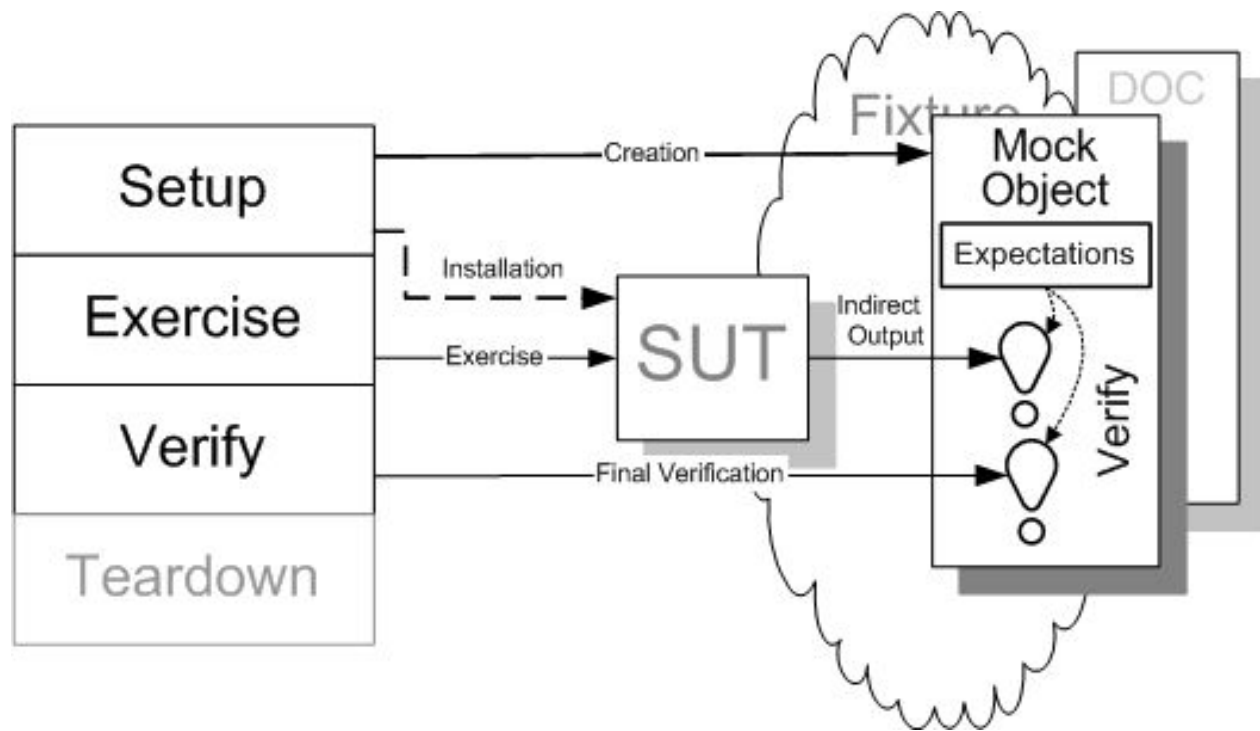 DOC
Fixture
Mock
Object
Creation
Setup
Expectations
Installation
Indirect
Output
Exercise
SUT
Exercise
Verify
Verify
Final Verification
Teardown